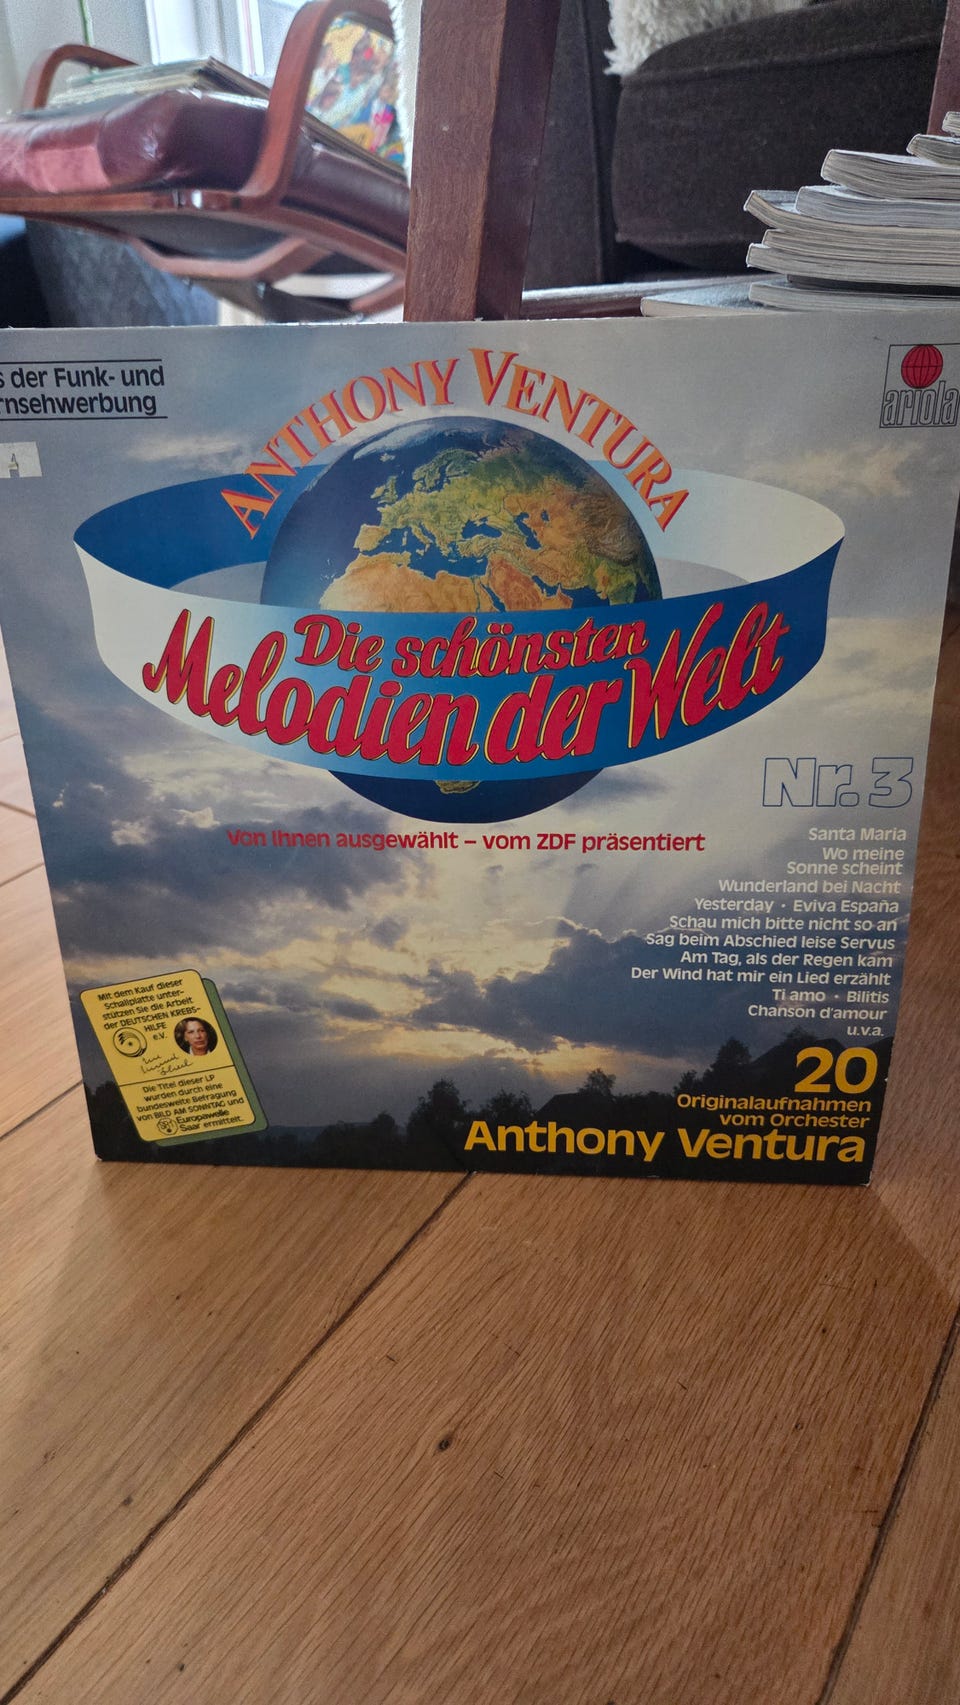 s der Funk- und
rnsehwerbung
ariola
ANTHONY VENTURA
Die schönsten
Melodien der Welt
Nr. 3
Von Ihnen ausgewählt – vom ZDF präsentiert
Santa Maria
Wo meine
Sonne scheint
Wunderland bei Nacht
Yesterday • Eviva España
Schau mich bitte nicht so an
Sag beim Abschied leise Servus
Am Tag, als der Regen kam
Der Wind hat mir ein Lied erzählt
Ti amo • Bilitis
Chanson d'amour
u.v.a.
20
Originalaufnahmen
vom Orchester
Anthony Ventura
Mit dem Kauf dieser
Schallplatte unter-
stützen Sie die Arbeit
der DEUTSCHEN KREBS-
HILFE
e.V.
Die Titel dieser LP
wurden durch eine
bundesweite Befragung
von BILD AM SONNTAG und
Europawelle
Saar ermittelt.